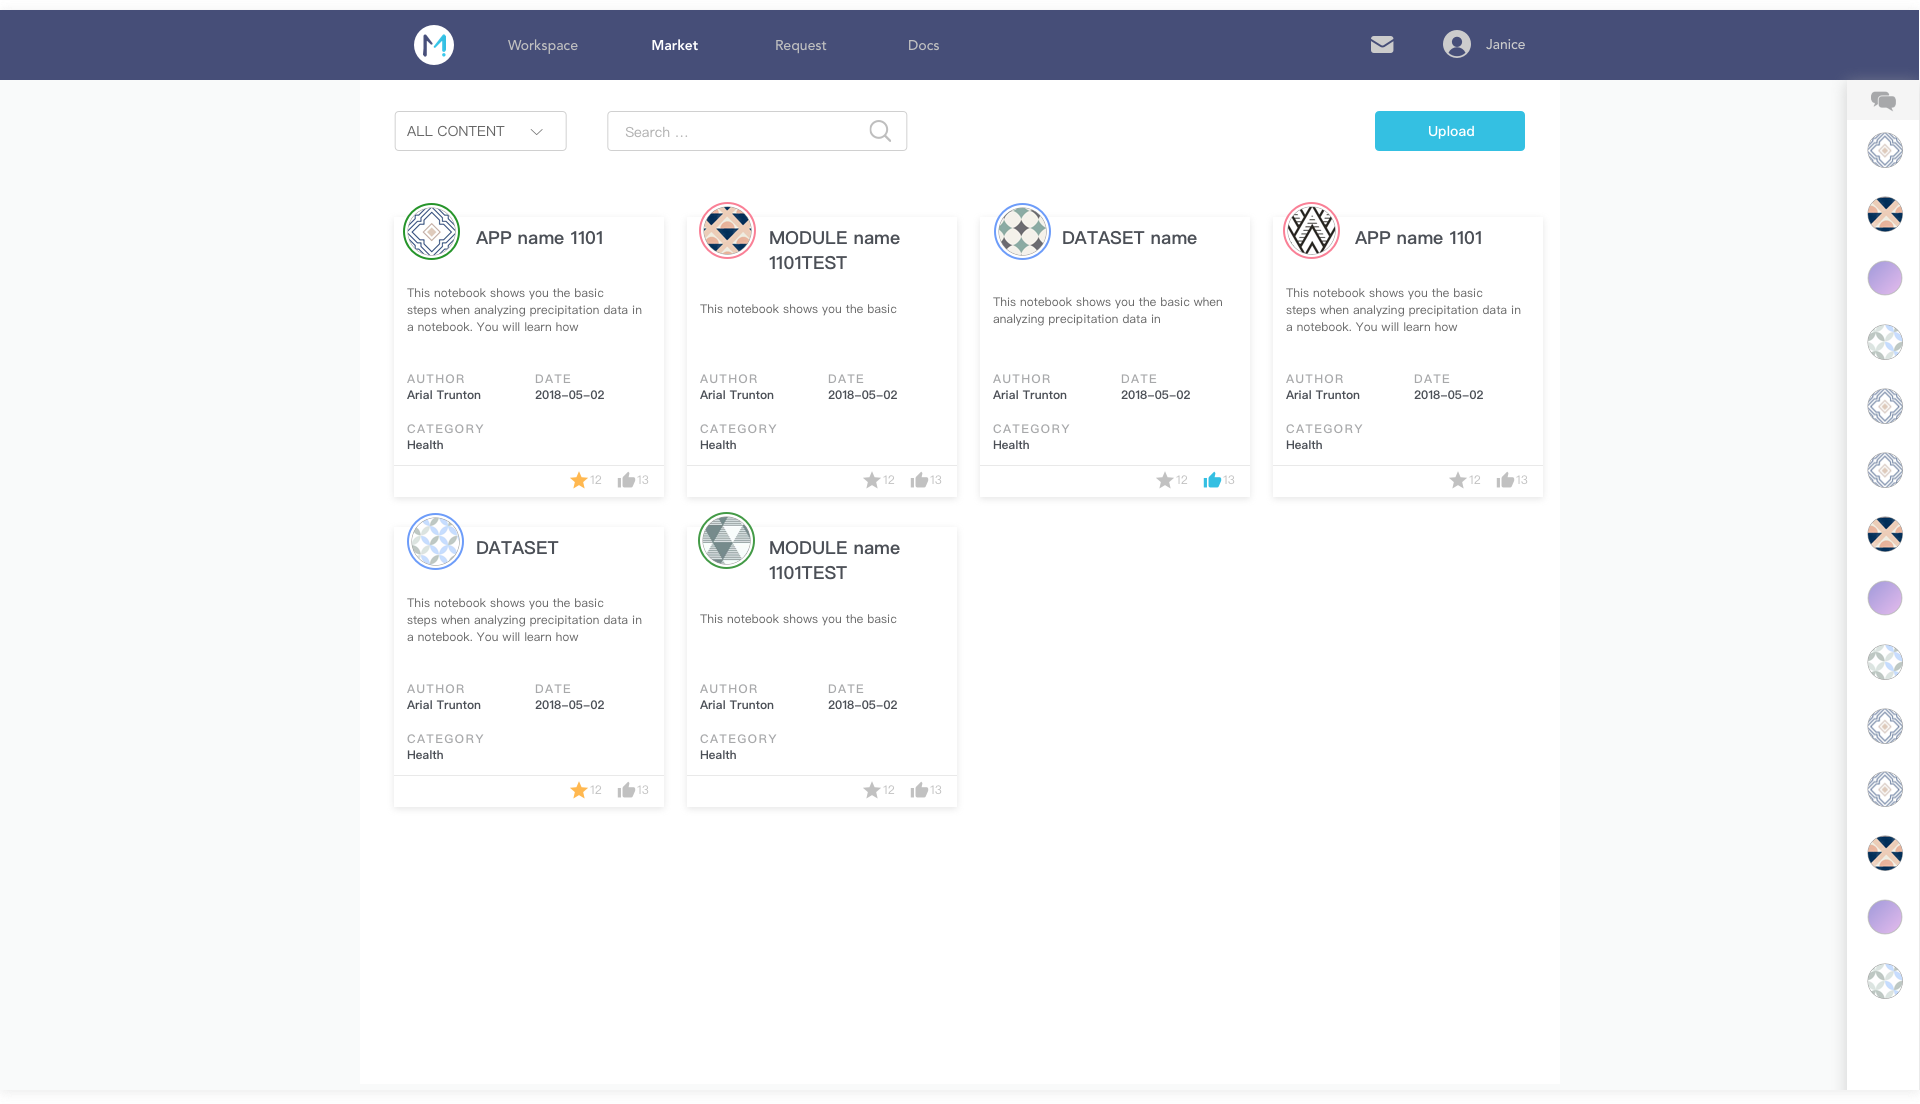 Workspace
Market
Request
Docs
Janice
ALL CONTENT
Search ...
Upload
APP name 1101
This notebook shows you the basic
steps when analyzing precipitation data in
a notebook. You will learn how
AUTHOR
DATE
Arial Trunton
2018-05-02
CATEGORY
Health
12
13
MODULE name
1101TEST
This notebook shows you the basic
AUTHOR
DATE
Arial Trunton
2018-05-02
CATEGORY
Health
12
13
DATASET name
This notebook shows you the basic when
analyzing precipitation data in
AUTHOR
DATE
Arial Trunton
2018-05-02
CATEGORY
Health
12
13
APP name 1101
This notebook shows you the basic
steps when analyzing precipitation data in
a notebook. You will learn how
AUTHOR
DATE
Arial Trunton
2018-05-02
CATEGORY
Health
12
13
DATASET
This notebook shows you the basic
steps when analyzing precipitation data in
a notebook. You will learn how
AUTHOR
DATE
Arial Trunton
2018-05-02
CATEGORY
Health
12
13
MODULE name
1101TEST
This notebook shows you the basic
AUTHOR
DATE
Arial Trunton
2018-05-02
CATEGORY
Health
12
13